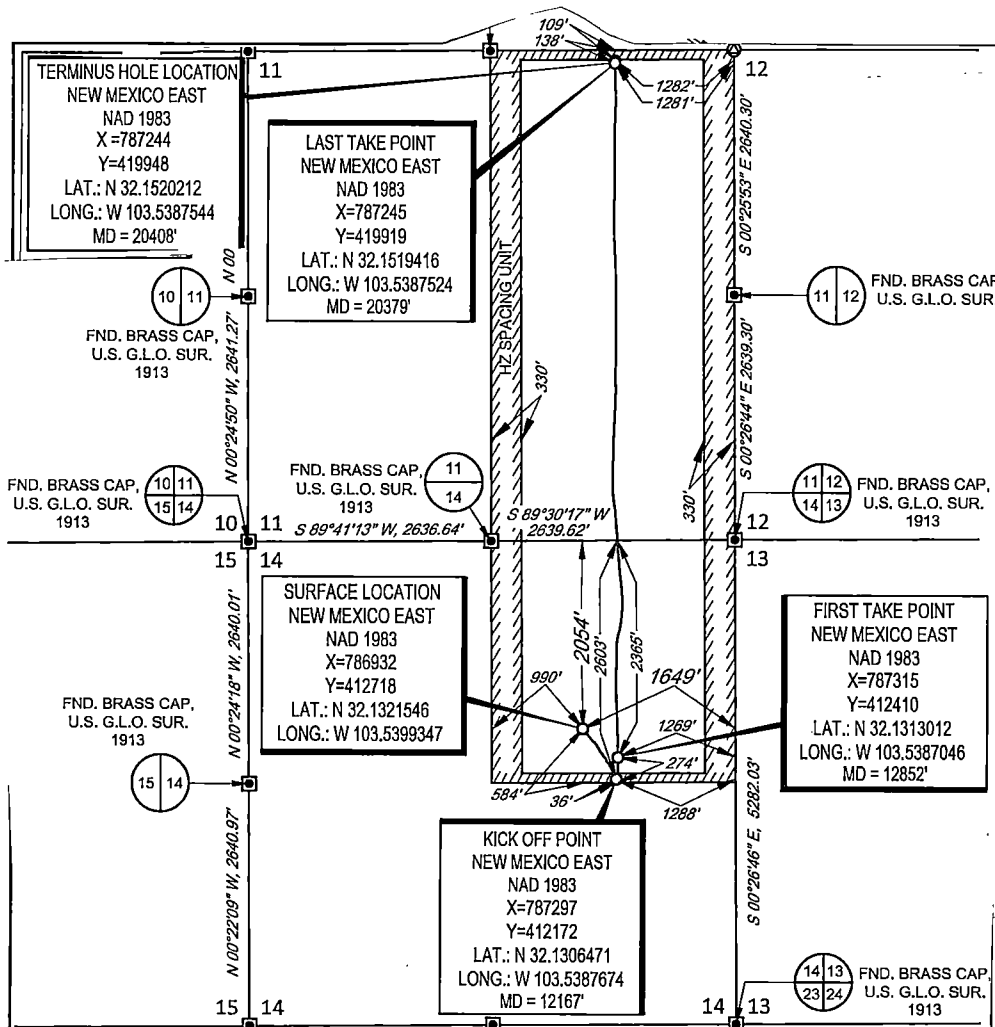 109'
138'
11
12
1282'
1281'
TERMINUS HOLE LOCATION
NEW MEXICO EAST
NAD 1983
X =787244
Y=419948
LAT.: N 32.1520212
LONG.: W 103.5387544
MD = 20408'
LAST TAKE POINT
NEW MEXICO EAST
NAD 1983
X=787245
Y=419919
LAT.: N 32.1519416
LONG.: W 103.5387524
MD = 20379'
S 00°25'53" E 2640.30'
HZ SPACING UNIT
N 00
10 11
FND. BRASS CAP,
U.S. G.L.O. SUR.
1913
11 12
FND. BRASS CAP
U.S. G.L.O. SUR
N 00°24'50" W, 2641.27'
330'
330'
S 00°26'44" E 2639.30'
FND. BRASS CAP,
U.S. G.L.O. SUR.
1913
10 11
15 14
FND. BRASS CAP,
U.S. G.L.O. SUR.
1913
11
14
11 12
14 13
FND. BRASS CAP,
U.S. G.L.O. SUR.
1913
10 11
S 89°41'13" W, 2636.64'
S 89°30'17" W
2639.62'
12
15 14
13
SURFACE LOCATION
NEW MEXICO EAST
NAD 1983
X=786932
Y=412718
LAT.: N 32.1321546
LONG.: W 103.5399347
2054'
2603'
2365'
990'
1649'
1269'
274'
584'
36'
1288'
FIRST TAKE POINT
NEW MEXICO EAST
NAD 1983
X=787315
Y=412410
LAT.: N 32.1313012
LONG.: W 103.5387046
MD = 12852'
N 00°24'18" W, 2640.01'
FND. BRASS CAP,
U.S. G.L.O. SUR.
1913
15 14
KICK OFF POINT
NEW MEXICO EAST
NAD 1983
X=787297
Y=412172
LAT.: N 32.1306471
LONG.: W 103.5387674
MD = 12167'
S 00°26'46" E, 5282.03'
N 00°22'09" W, 2640.97'
14 13
23 24
FND. BRASS CAP,
U.S. G.L.O. SUR.
1913
15 14
14 13